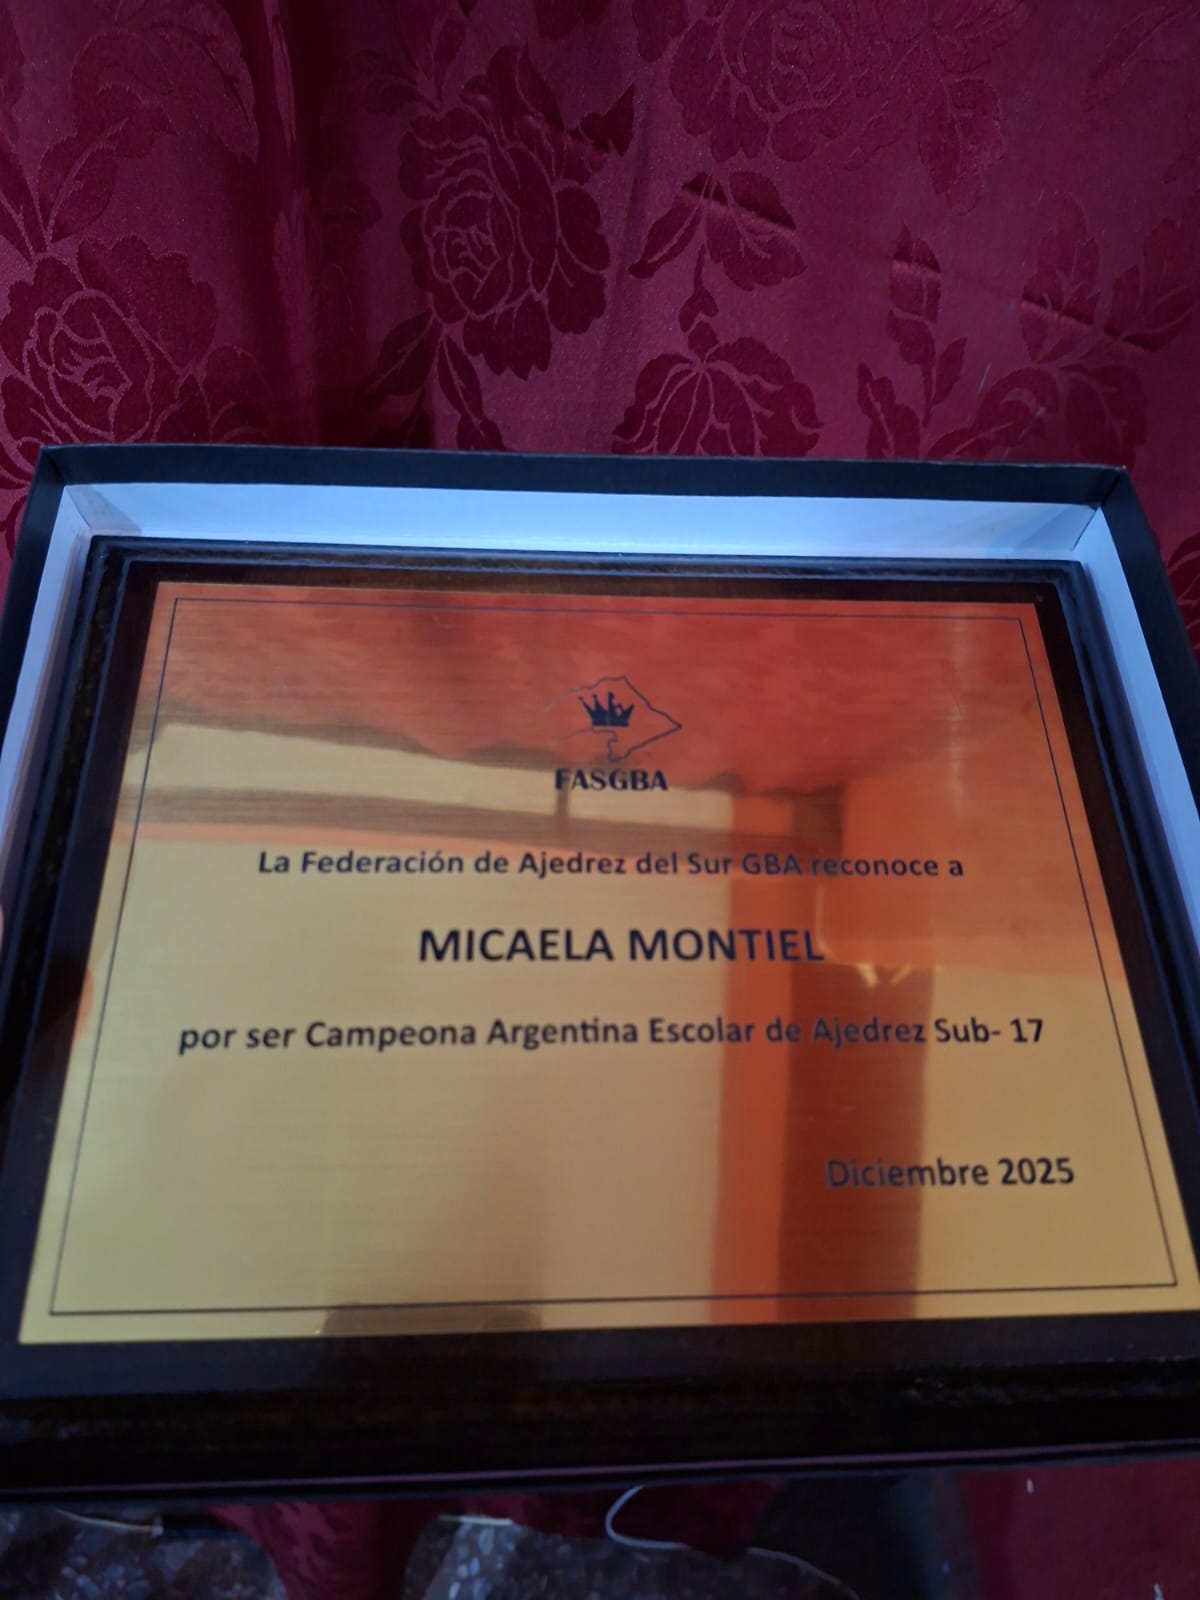 FASGBA
La Federación de Ajedrez del Sur GBA reconoce a
MICAELA MONTIEL
por ser Campeona Argentina Escolar de Ajedrez Sub- 17
Diciembre 2025